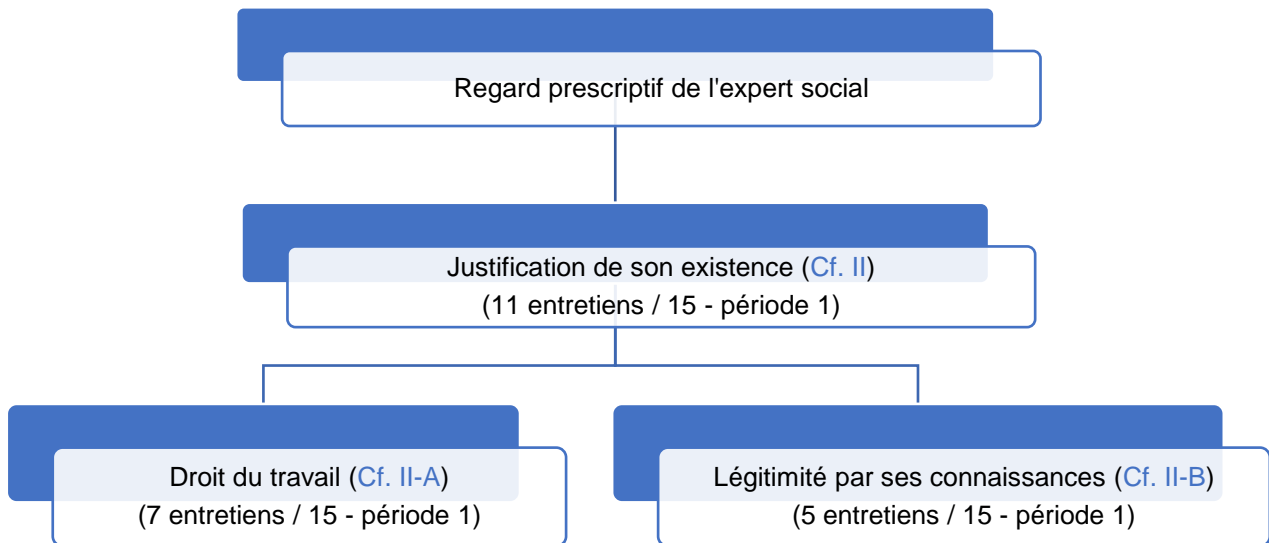 Regard prescriptif de l'expert social
Justification de son existence (Cf. II)
(11 entretiens / 15 - période 1)
Droit du travail (Cf. II-A)
(7 entretiens / 15 - période 1)
Légitimité par ses connaissances (Cf. II-B)
(5 entretiens / 15 - période 1)